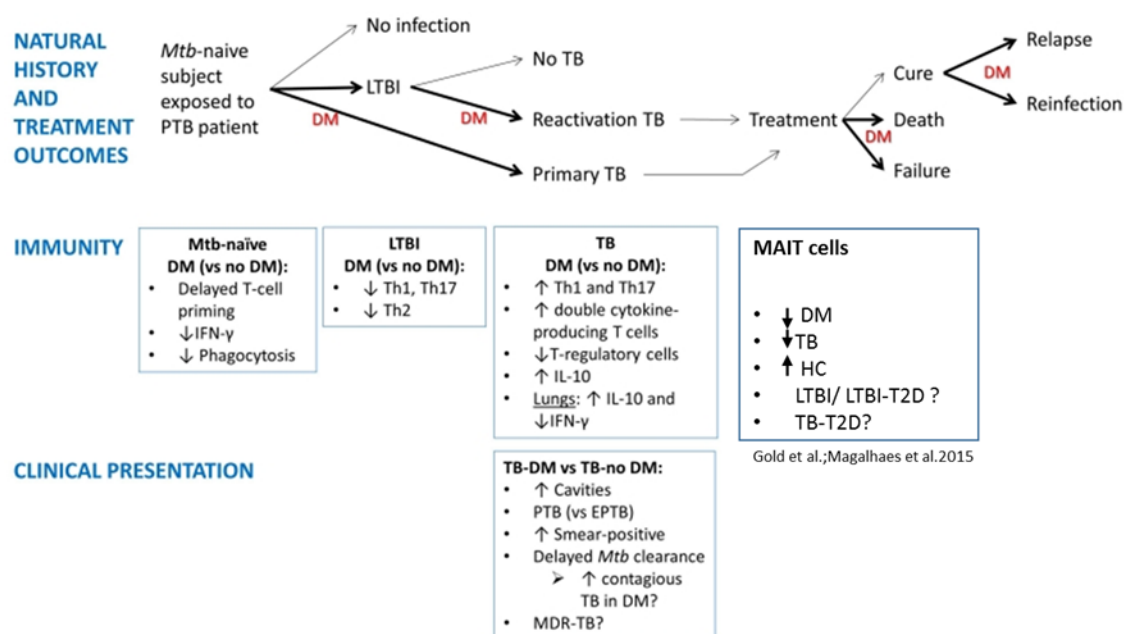 NATURAL
HISTORY
AND
TREATMENT
OUTCOMES
Mtb-naive
subject
exposed to
PTB patient
No infection
LTBI
DM
No TB
DM
Reactivation TB
Primary TB
Treatment
Cure
DM
Death
Failure
DM
Relapse
Reinfection
IMMUNITY
Mtb-naïve
DM (vs no DM):
• Delayed T-cell
priming
• ↓IFN-γ
• ↓ Phagocytosis
LTBI
DM (vs no DM):
• ↓ Th1, Th17
• ↓ Th2
TB
DM (vs no DM):
• ↑ Th1 and Th17
• ↑ double cytokine-
producing T cells
• ↓T-regulatory cells
• ↑ IL-10
• Lungs: ↑ IL-10 and
↓IFN-γ
MAIT cells
• ↓ DM
• ↓TB
• ↑ HC
• LTBI/ LTBI-T2D ?
• TB-T2D?
Gold et al.;Magalhaes et al.2015
CLINICAL PRESENTATION
TB-DM vs TB-no DM:
• ↑ Cavities
• PTB (vs EPTB)
• ↑ Smear-positive
• Delayed Mtb clearance
➢ ↑ contagious
TB in DM?
• MDR-TB?